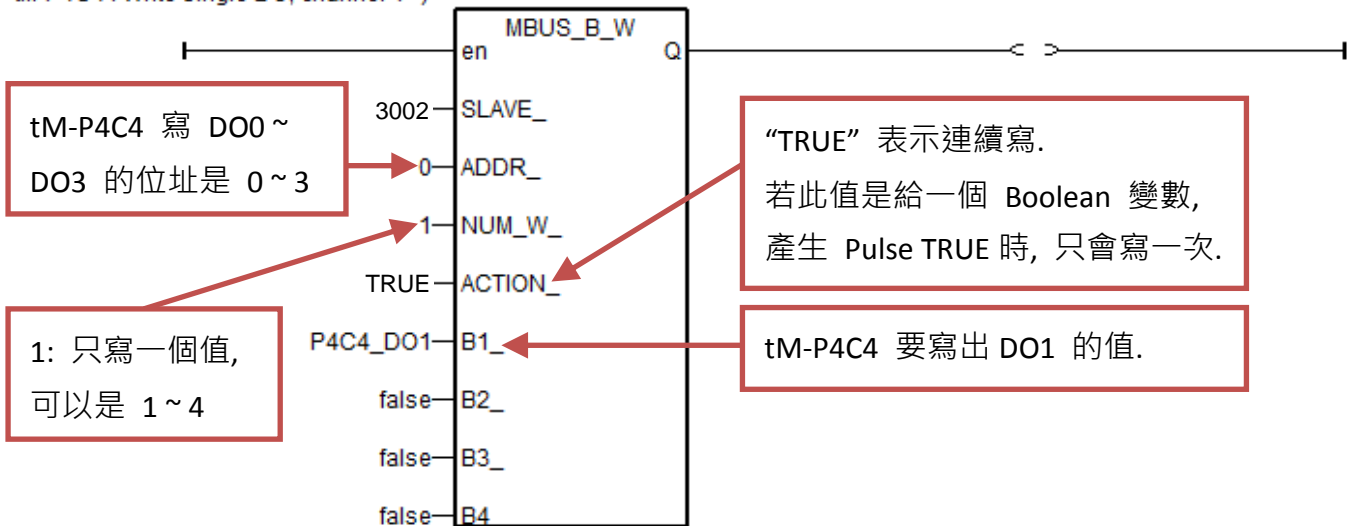 MBUS_B_W
en Q
3002 SLAVE_
0 ADDR_
1 NUM_W_
TRUE ACTION_
P4C4_DO1 B1_
false B2_
false B3_
false B4
tM-P4C4 寫 DO0 ~
DO3 的位址是 0 ~ 3
1: 只寫一個值,
可以是 1 ~ 4
“TRUE” 表示連續寫.
若此值是給一個 Boolean 變數,
產生 Pulse TRUE 時, 只會寫一次.
tM-P4C4 要寫出 DO1 的值.